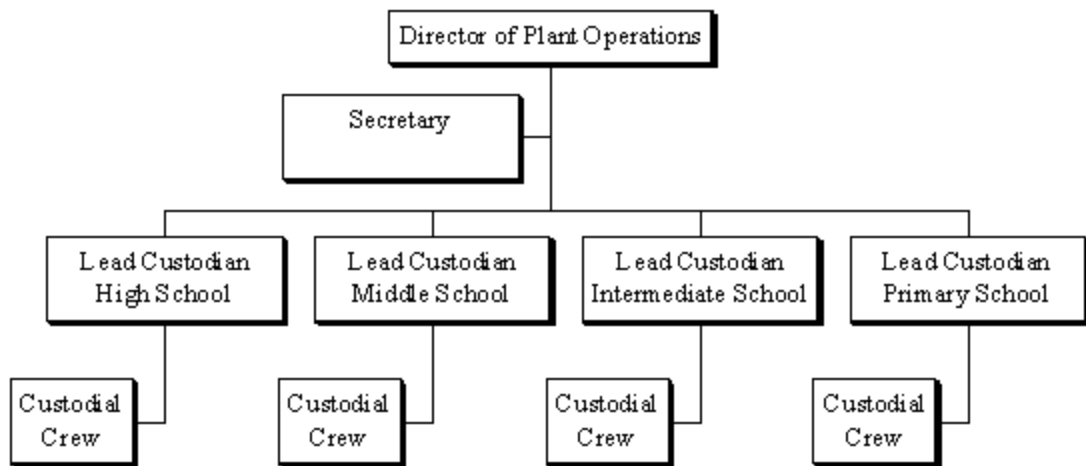 Director of Plant Operations
Secretary
Lead Custodian
High School
Lead Custodian
Middle School
Lead Custodian
Intermediate School
Lead Custodian
Primary School
Custodial
Crew
Custodial
Crew
Custodial
Crew
Custodial
Crew